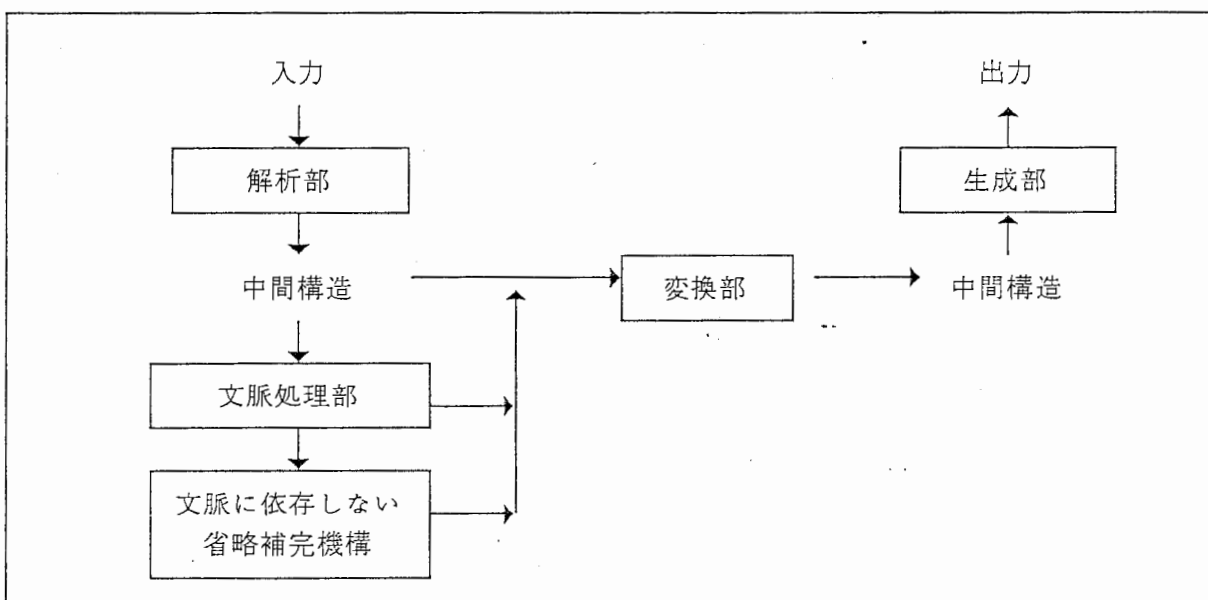 入力
出力
解析部
生成部
中間構造
変換部
中間構造
文脈処理部
文脈に依存しない
省略補完機構